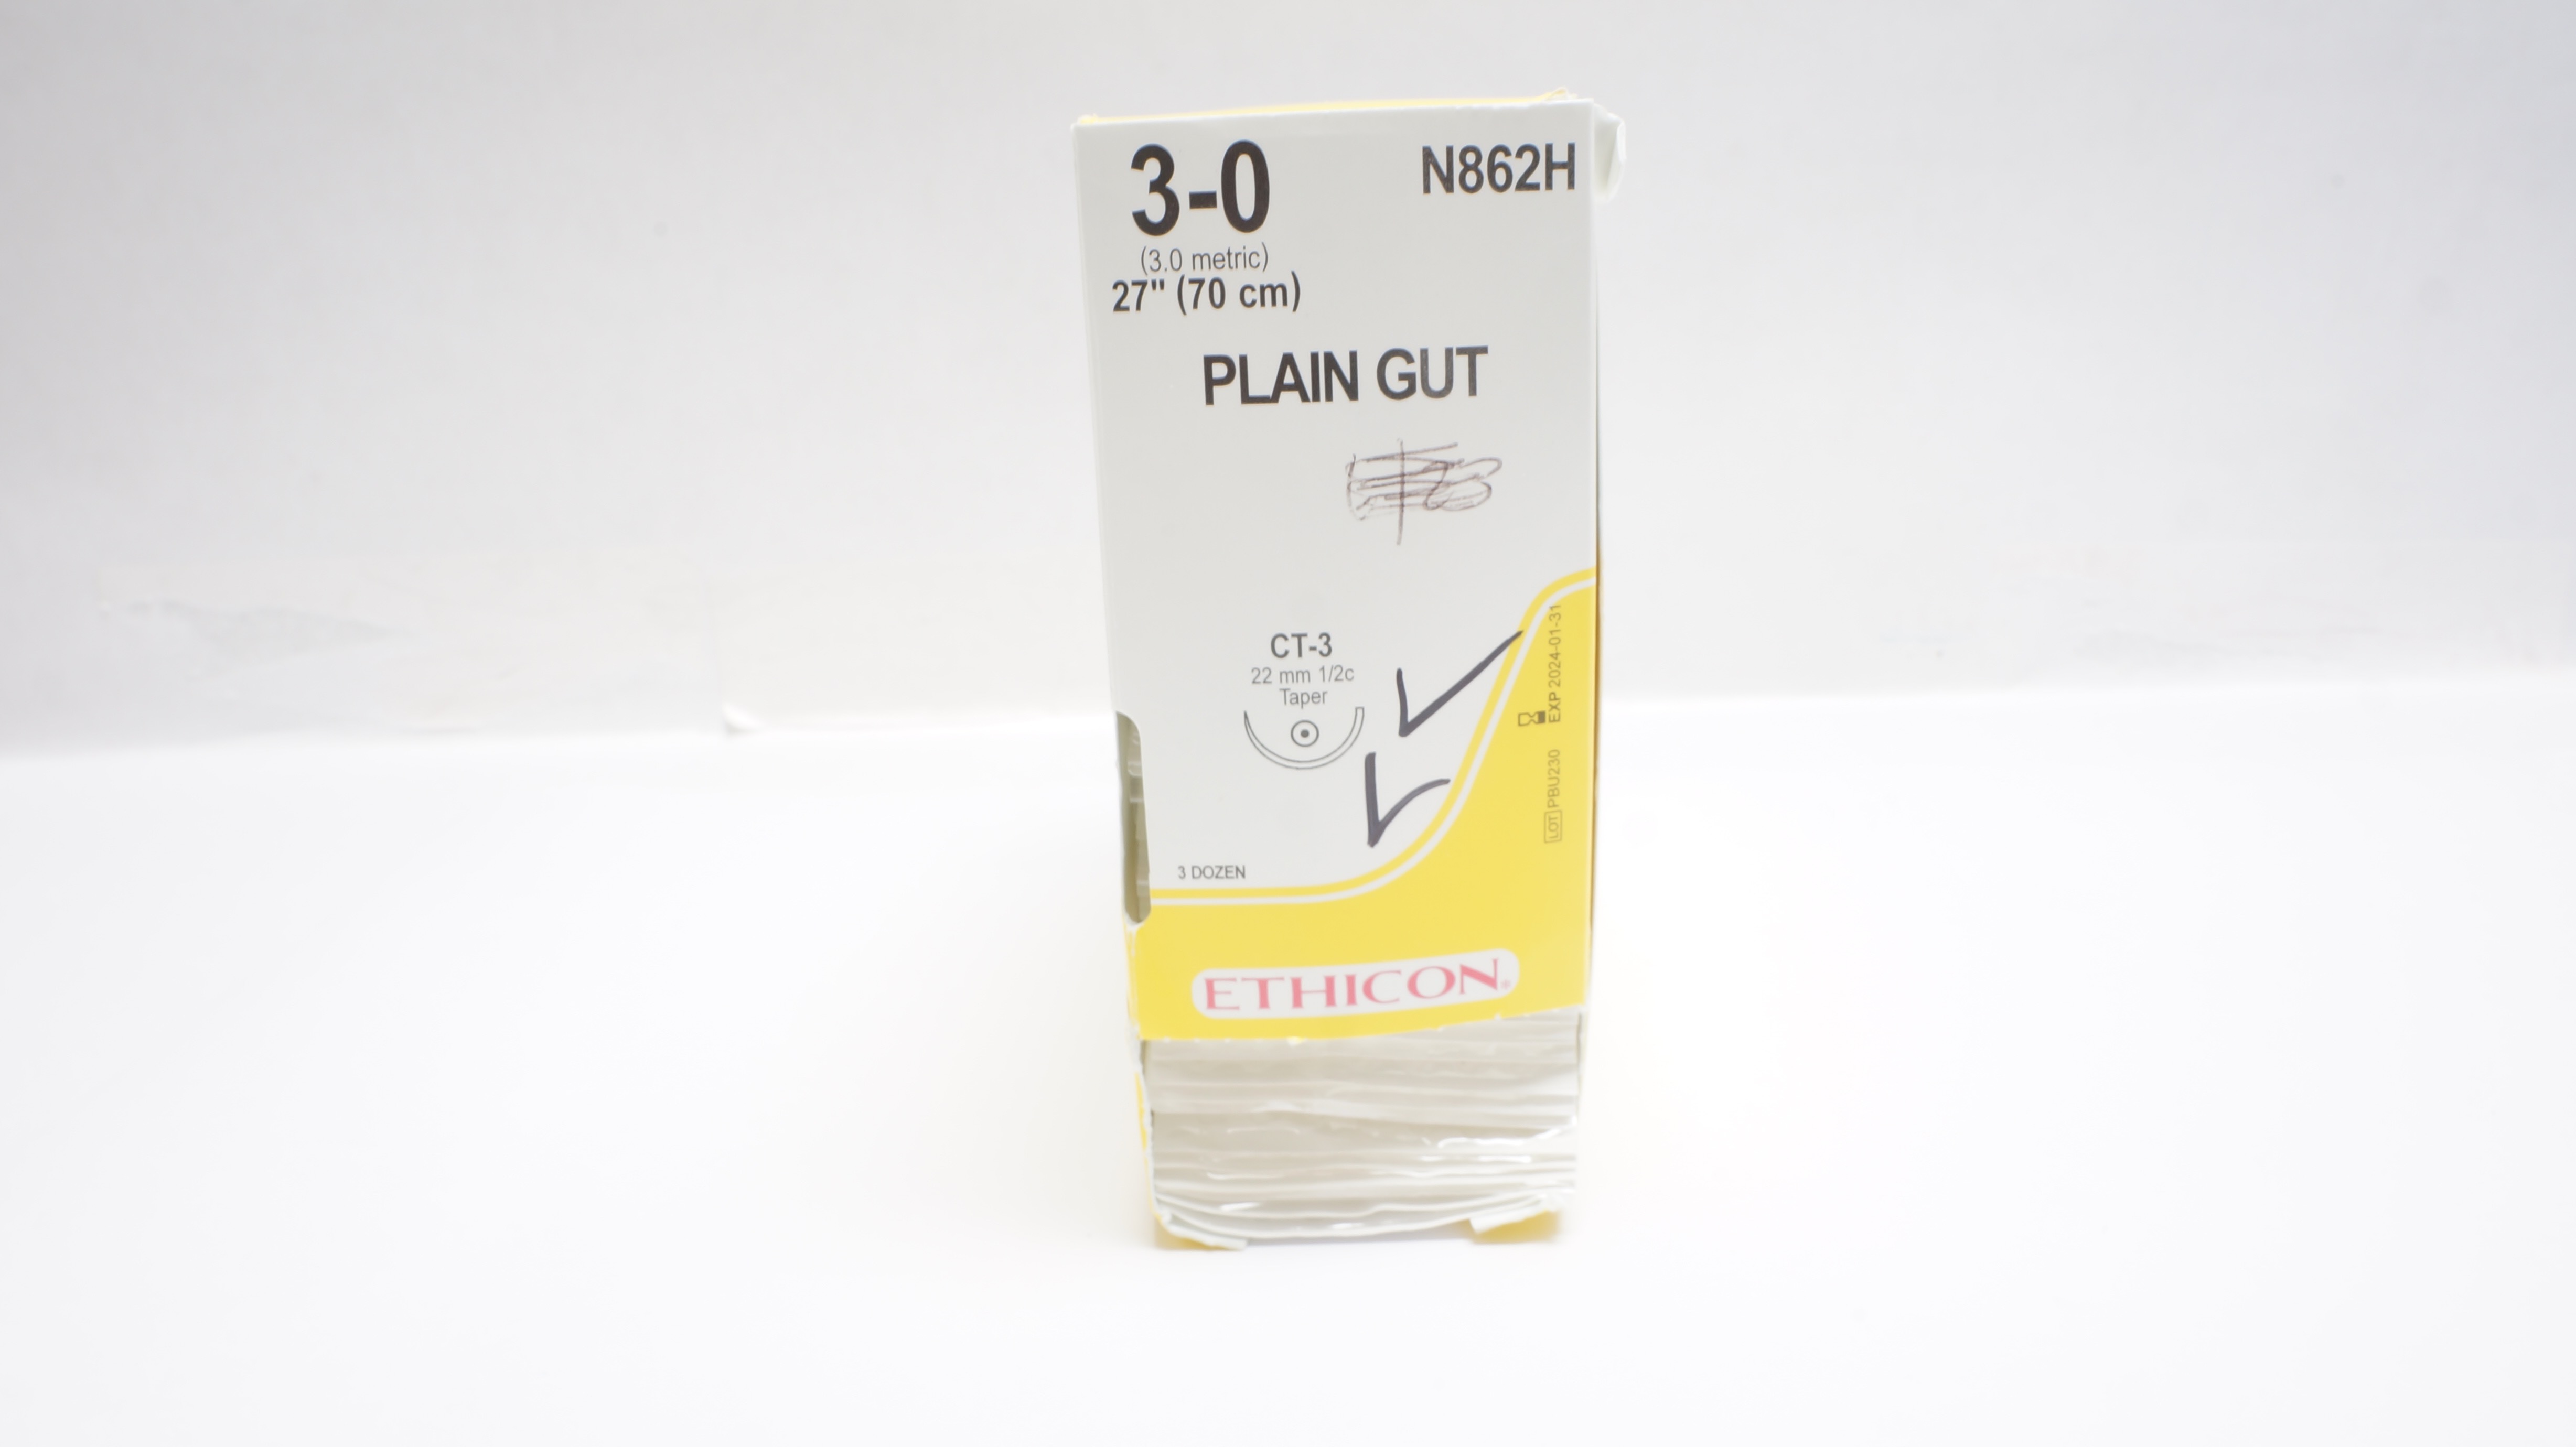 3-0
N862H
(3.0 metric)
27" (70 cm)
PLAIN GUT
CT-3
22 mm 1/2c
Taper
EXP 2024-01-31
LOT PBU230
3 DOZEN
ETHICON®